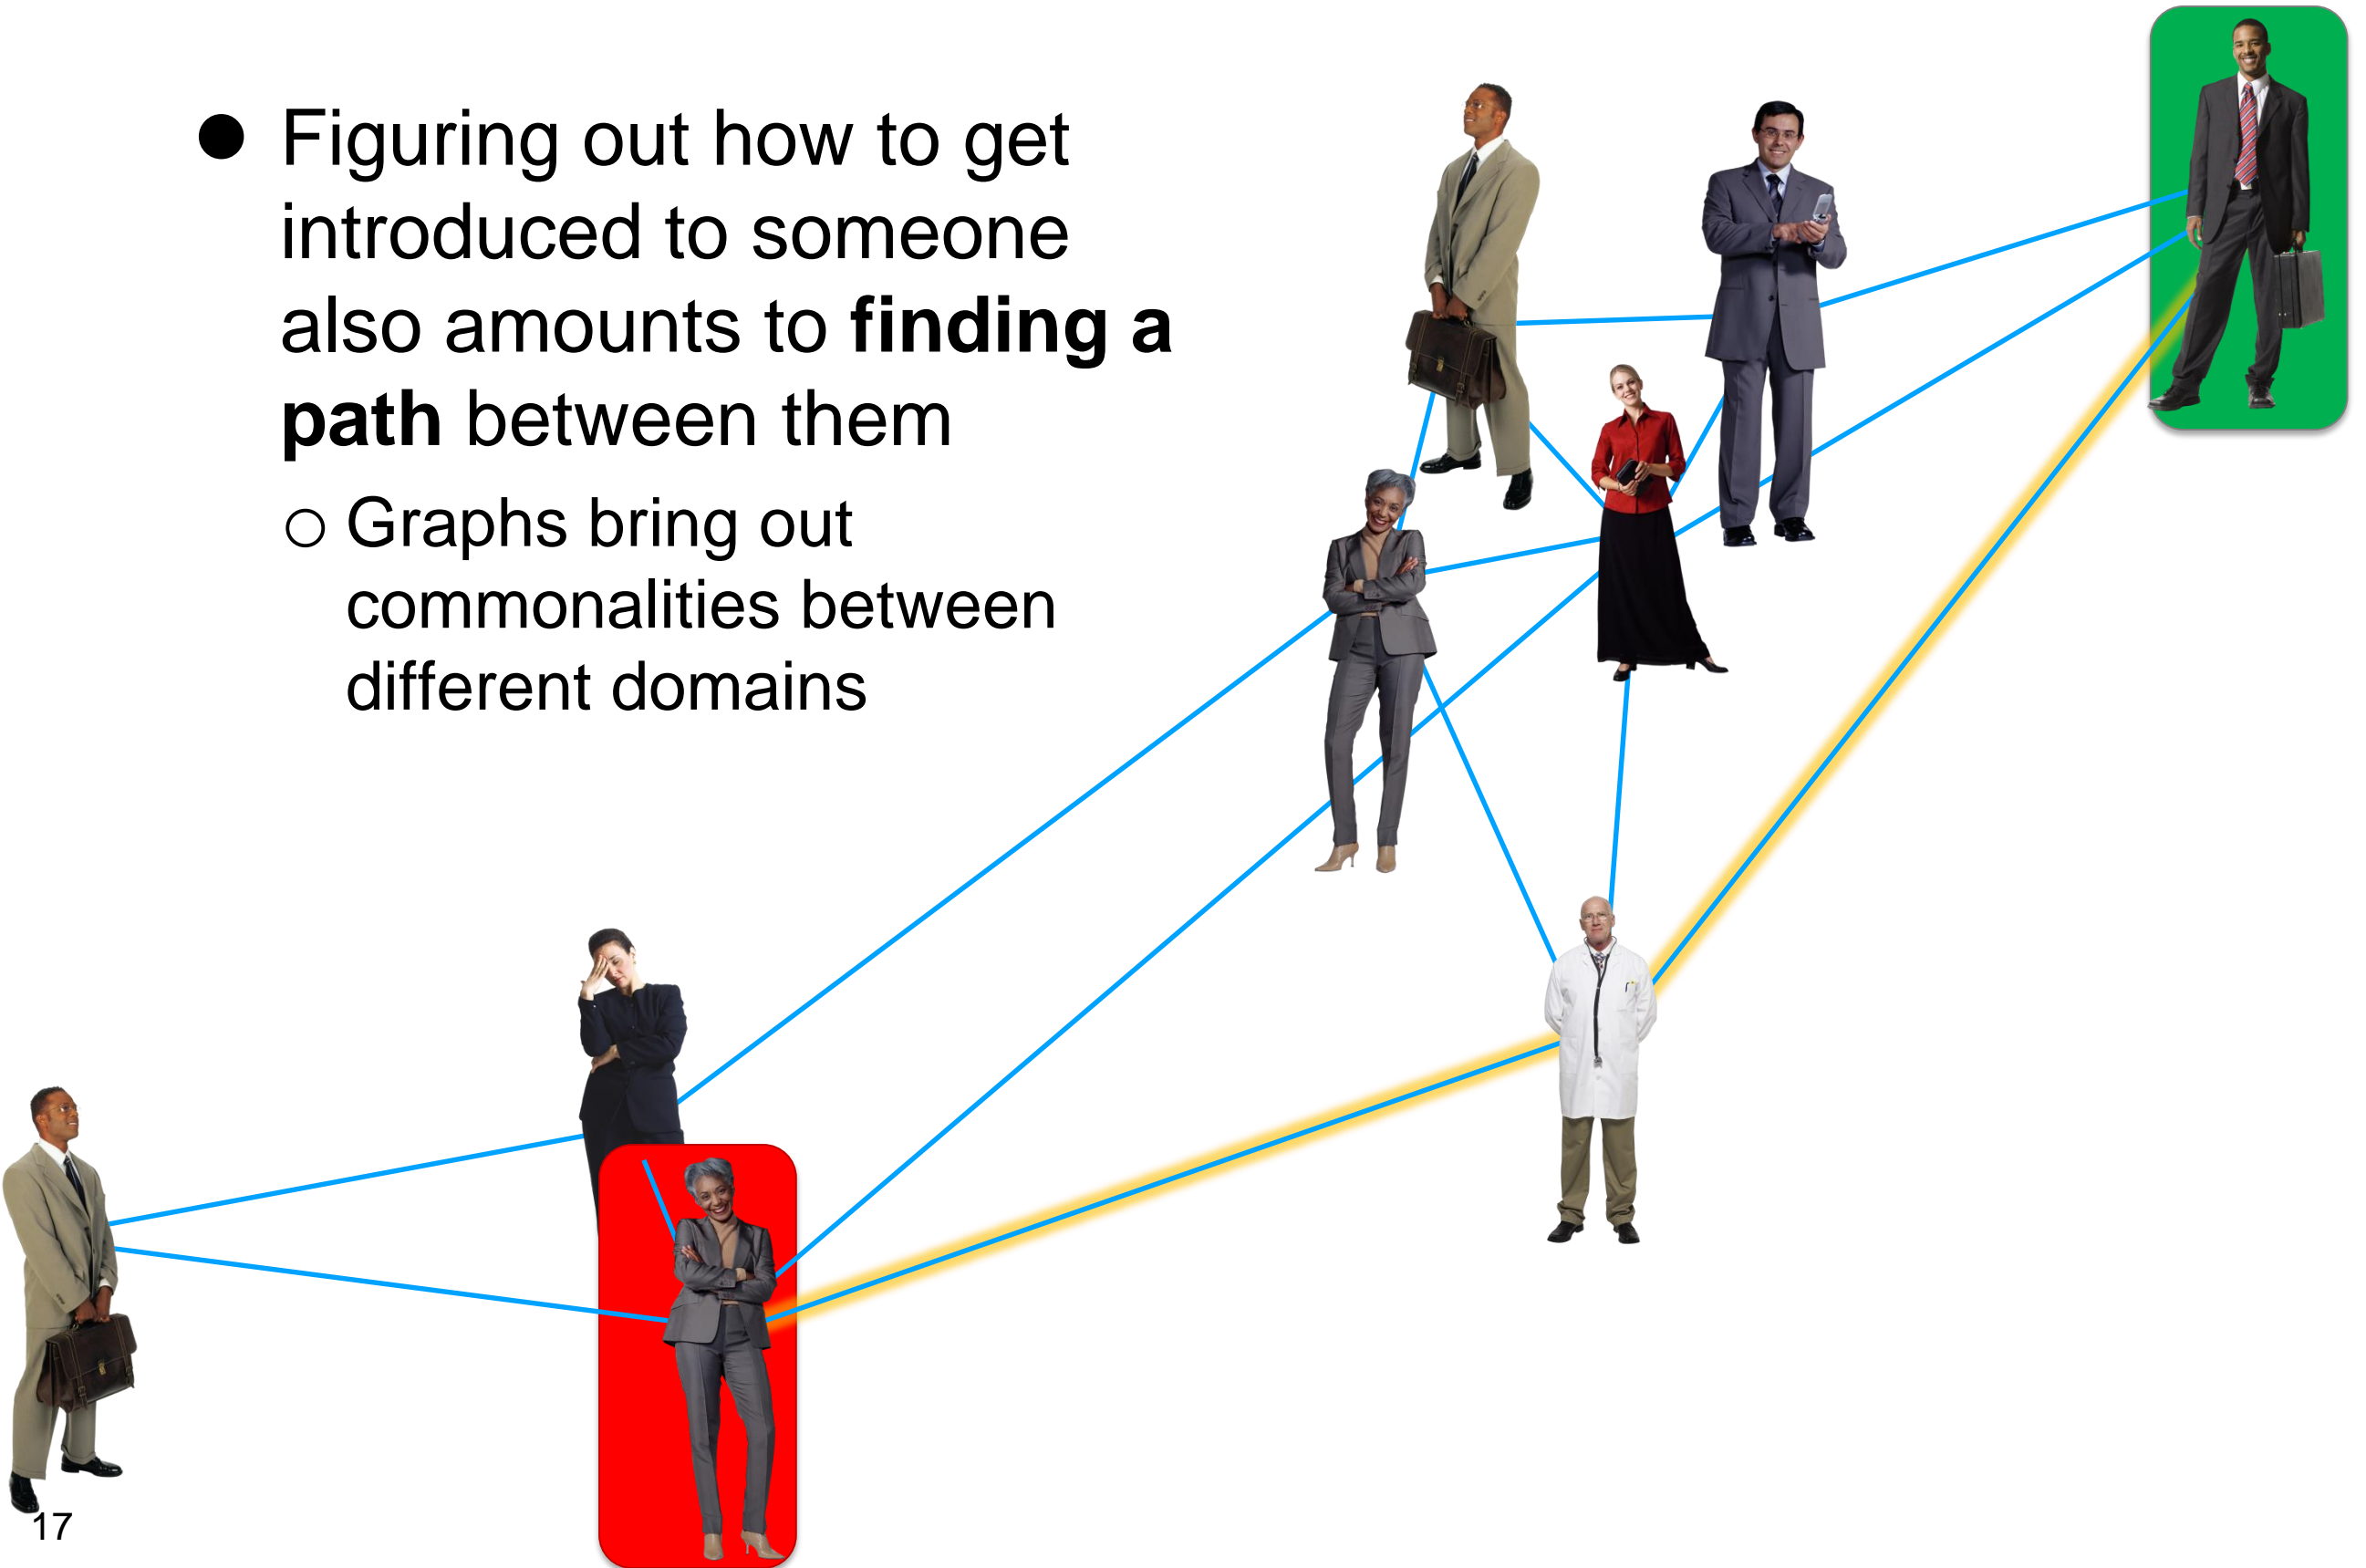 ● Figuring out how to get
introduced to someone
also amounts to finding a
path between them
○ Graphs bring out
commonalities between
different domains
17